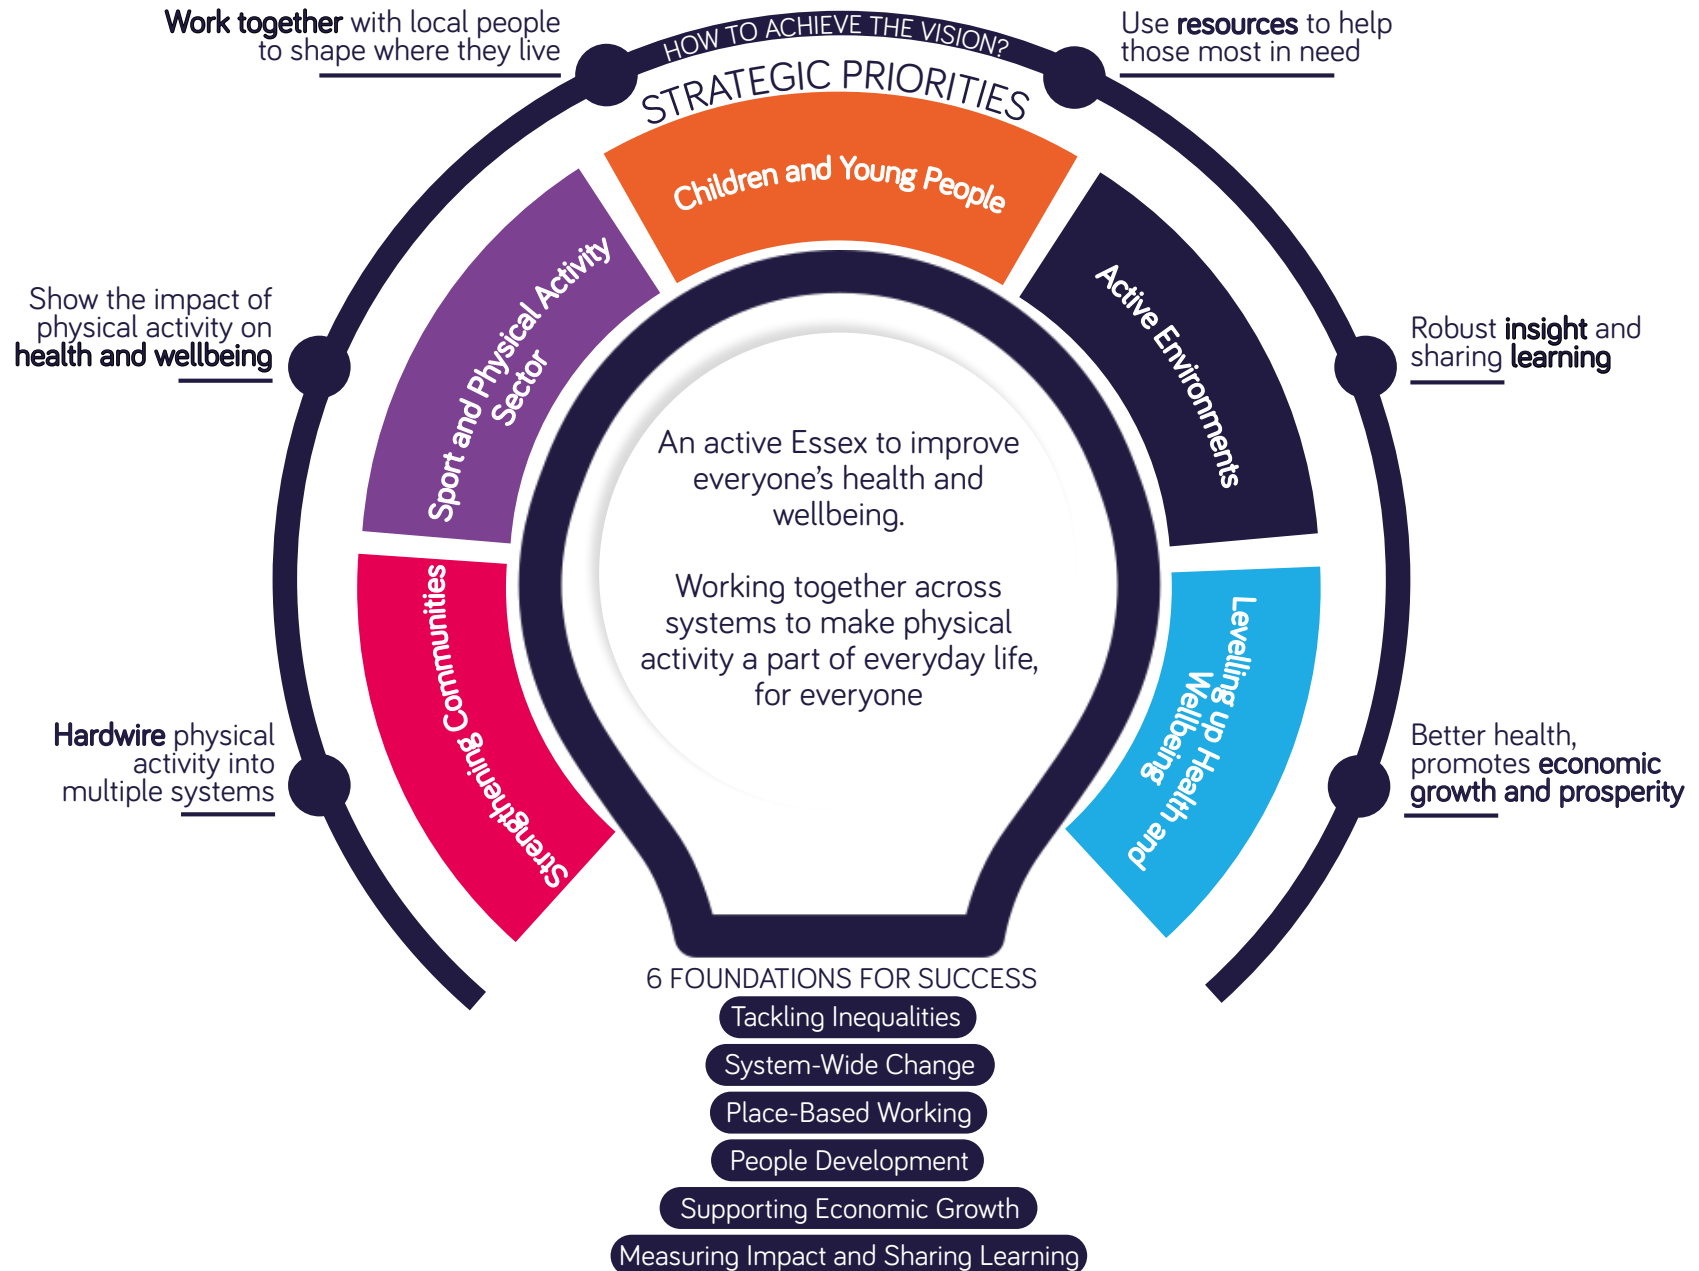 HOW TO ACHIEVE THE VISION?
STRATEGIC PRIORITIES
Work together with local people
to shape where they live
Use resources to help
those most in need
Show the impact of
physical activity on
health and wellbeing
Robust insight and
sharing learning
Hardwire physical
activity into
multiple systems
Better health,
promotes economic
growth and prosperity
Strengthening Communities
Sport and Physical Activity
Sector
Children and Young People
Active Environments
Levelling up Health and
Wellbeing
An active Essex to improve
everyone’s health and
wellbeing.
Working together across
systems to make physical
activity a part of everyday life,
for everyone
6 FOUNDATIONS FOR SUCCESS
Tackling Inequalities
System-Wide Change
Place-Based Working
People Development
Supporting Economic Growth
Measuring Impact and Sharing Learning